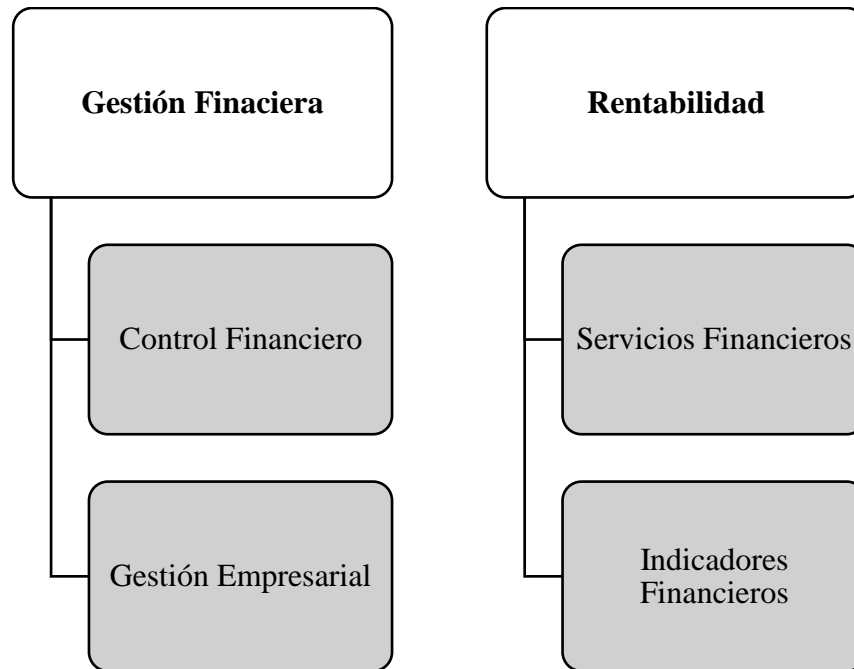 Gestión Finaciera
Control Financiero
Gestión Empresarial
Rentabilidad
Servicios Financieros
Indicadores
Financieros